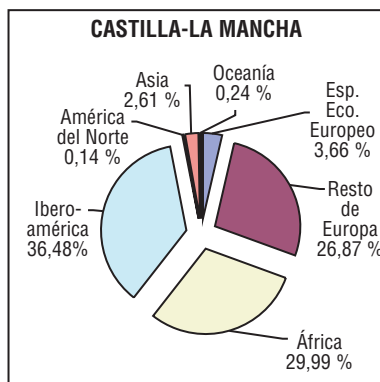 CASTILLA-LA MANCHA
Asia
2,61 %
Oceanía
0,24 %
Esp.
Eco.
Europeo
3,66 %
América
del Norte
0,14 %
Resto
de
Europa
26,87 %
Ibero-
américa
36,48%
África
29,99 %